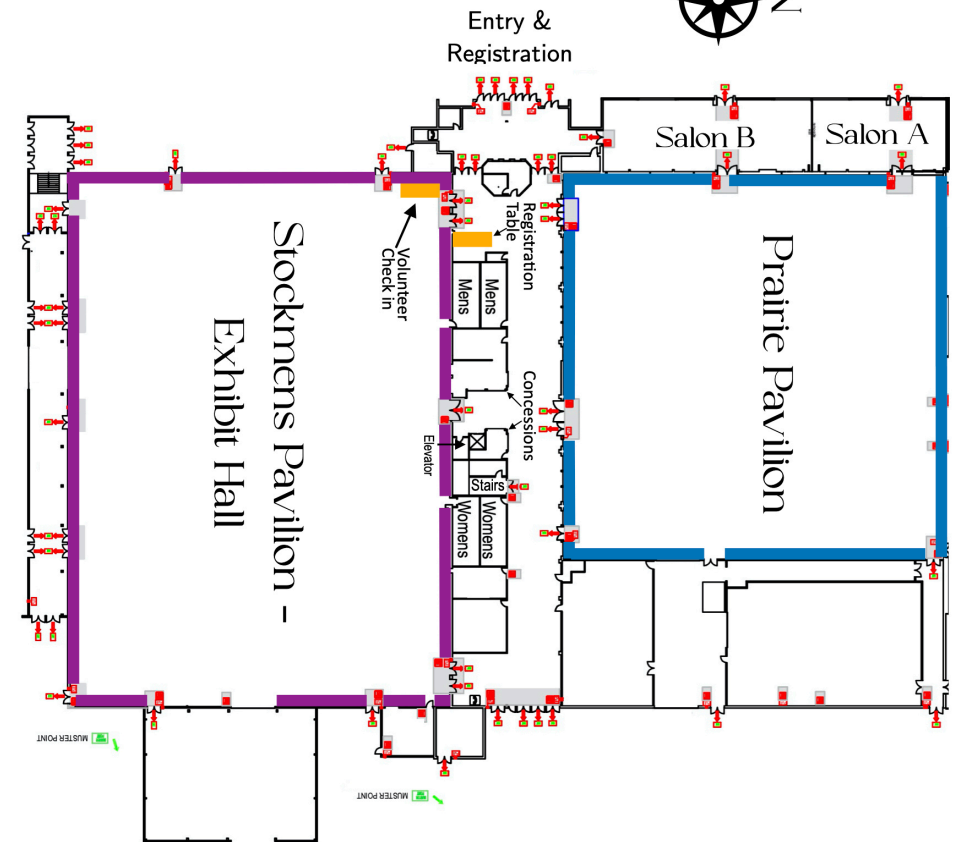 N
Entry &
Registration
Salon B
Salon A
Registration
Table
Volunteer
Check in
Mens
Mens
Stockmens Pavilion -
Exhibit Hall
Prairie Pavilion
Concessions
Elevator
Stairs
Womens
Womens
MUSTER POINT
MUSTER POINT